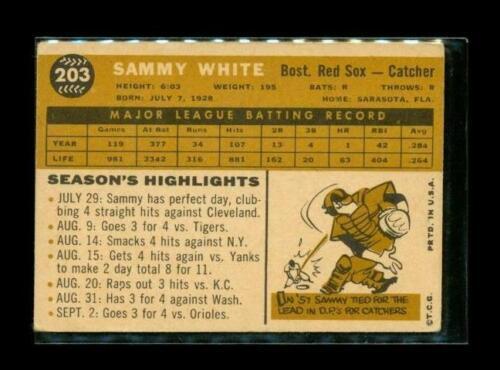 203
SAMMY WHITE
Bost. Red Sox — Catcher
HEIGHT: 6:03 WEIGHT: 195 BATS: R THROWS: R
BORN: JULY 7, 1928 HOME: SARASOTA, FLA.
MAJOR LEAGUE BATTING RECORD
Games At Bat Runs Hits 2B 3B HR RBI Avg
YEAR 119 377 34 107 13 4 1 42 .284
LIFE 981 3342 316 881 162 20 63 404 .264
SEASON'S HIGHLIGHTS
• JULY 29: Sammy has perfect day, club-
bing 4 straight hits against Cleveland.
• AUG. 9: Goes 3 for 4 vs. Tigers.
• AUG. 14: Smacks 4 hits against N.Y.
• AUG. 15: Gets 4 hits again vs. Yanks
to make 2 day total 8 for 11.
• AUG. 20: Raps out 3 hits vs. K.C.
• AUG. 31: Has 3 for 4 against Wash.
• SEPT. 2: Goes 3 for 4 vs. Orioles.
IN '57 SAMMY TIED FOR THE
LEAD IN D.P.'S FOR CATCHERS
©T.C.G. PRTD. IN U.S.A.